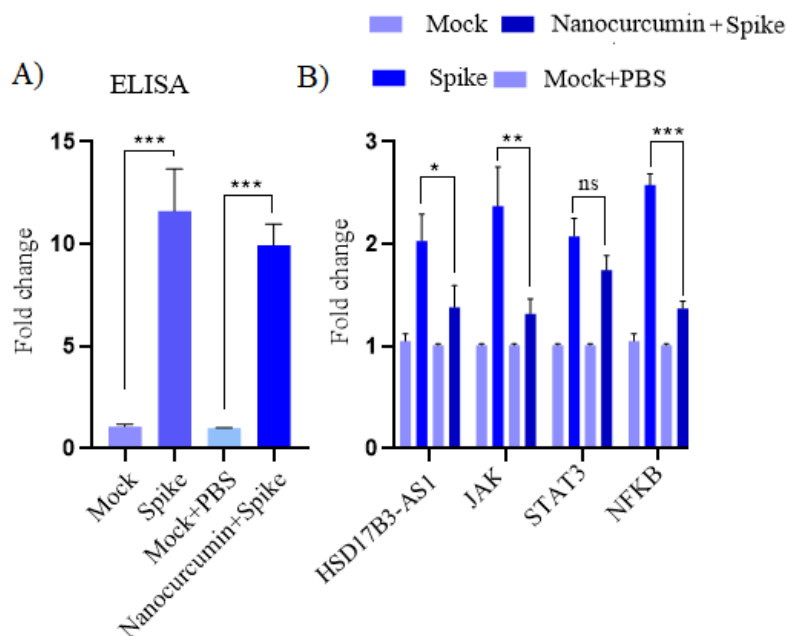 Mock
Nanocurcumin+Spike
Spike
Mock+PBS
A)
ELISA
B)
Fold change
15
10
5
0
***
***
Mock
Spike
Mock+PBS
Nanocurcumin+Spike
Fold change
3
2
1
0
*
**
ns
***
HSD17B3-AS1
JAK
STAT3
NFKB